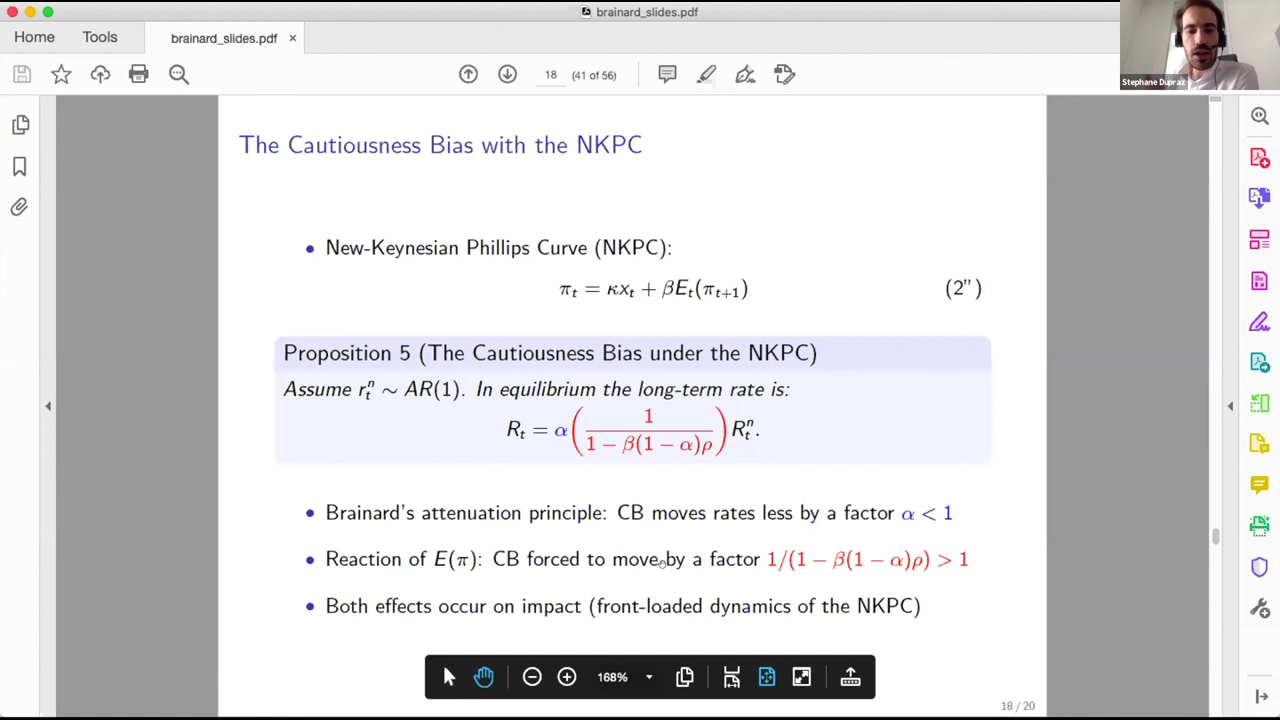 brainard_slides.pdf
Home Tools brainard_slides.pdf ×
Stephane Dupraz
18 (41 of 56)
The Cautiousness Bias with the NKPC
• New-Keynesian Phillips Curve (NKPC):
πt = κxt + βEt(πt+1) (2")
Proposition 5 (The Cautiousness Bias under the NKPC)
Assume r_t^n ∼ AR(1). In equilibrium the long-term rate is:
R_t = α(1 / (1 − β(1 − α)ρ)) R_t^n.
• Brainard's attenuation principle: CB moves rates less by a factor α < 1
• Reaction of E(π): CB forced to move by a factor 1/(1 − β(1 − α)ρ) > 1
• Both effects occur on impact (front-loaded dynamics of the NKPC)
168%
18 / 20